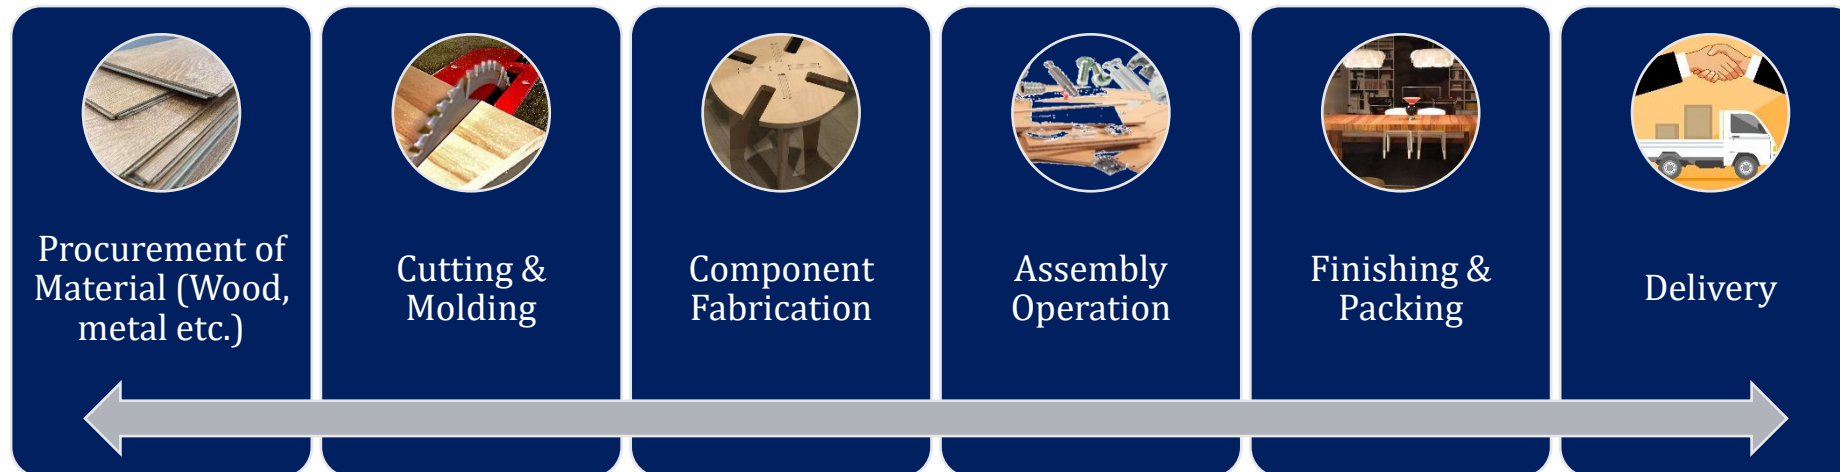 Procurement of
Material (Wood,
metal etc.)
Cutting &
Molding
Component
Fabrication
Assembly
Operation
Finishing &
Packing
Delivery